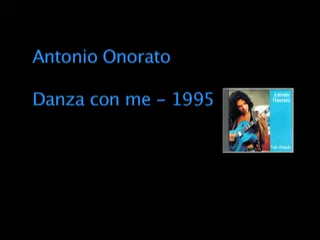 Antonio Onorato
Danza con me - 1995
Antonio
Onorato